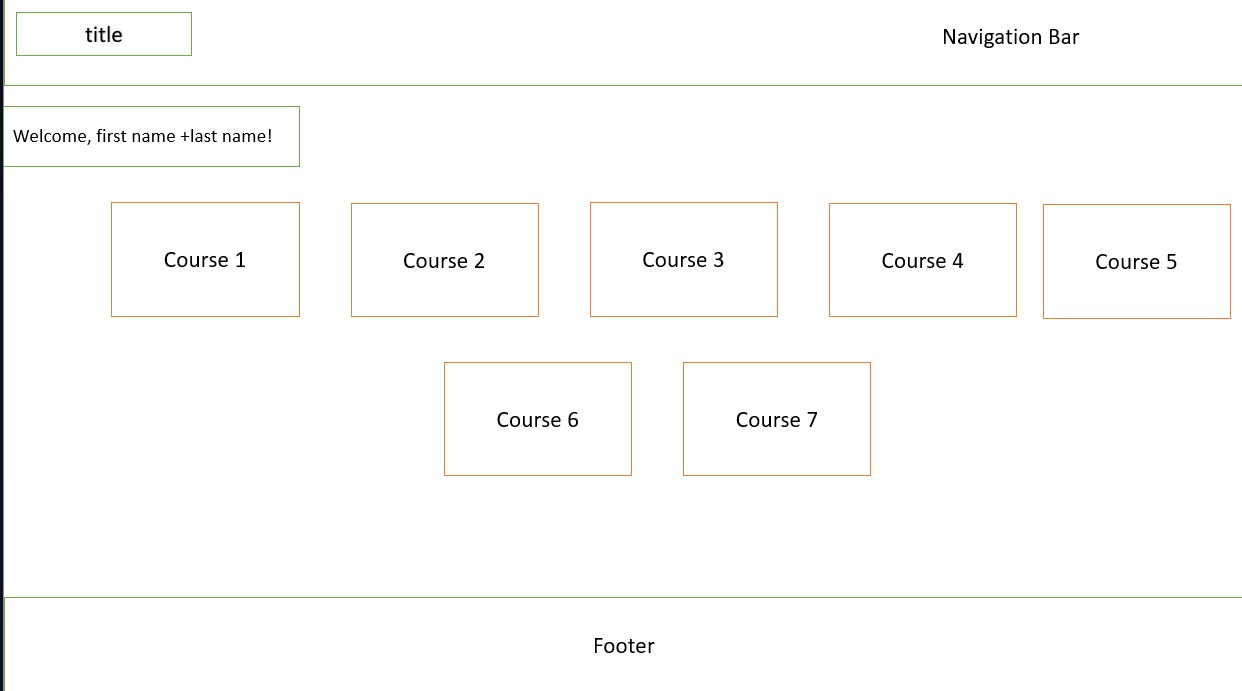 title
Navigation Bar
Welcome, first name +last name!
Course 1
Course 2
Course 3
Course 4
Course 5
Course 6
Course 7
Footer